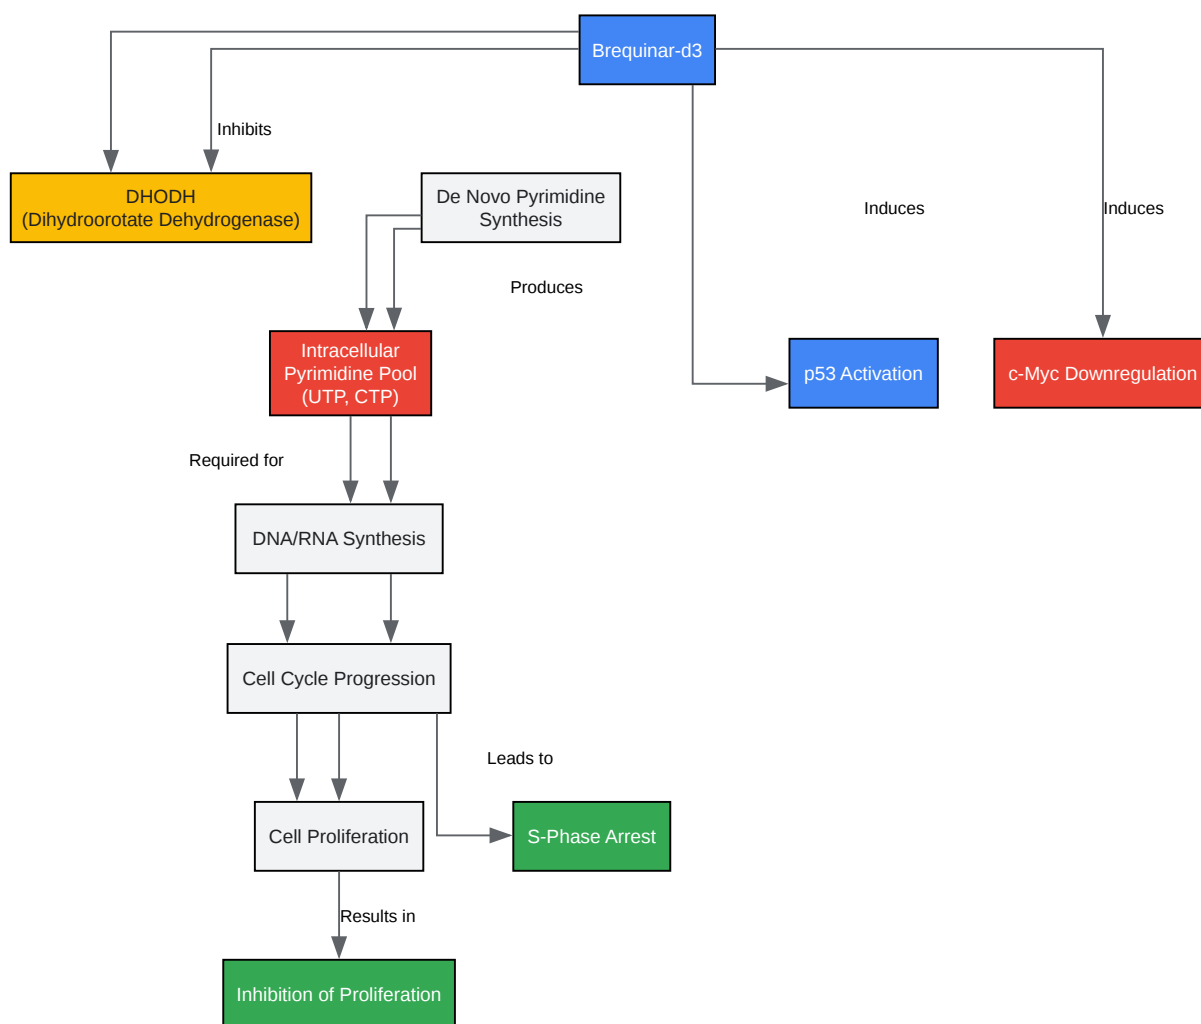 Brequinar-d3
Inhibits
DHODH
(Dihydroorotate Dehydrogenase)
De Novo Pyrimidine
Synthesis
Induces
Induces
Produces
Intracellular
Pyrimidine Pool
(UTP, CTP)
p53 Activation
c-Myc Downregulation
Required for
DNA/RNA Synthesis
Cell Cycle Progression
Leads to
Cell Proliferation
S-Phase Arrest
Results in
Inhibition of Proliferation